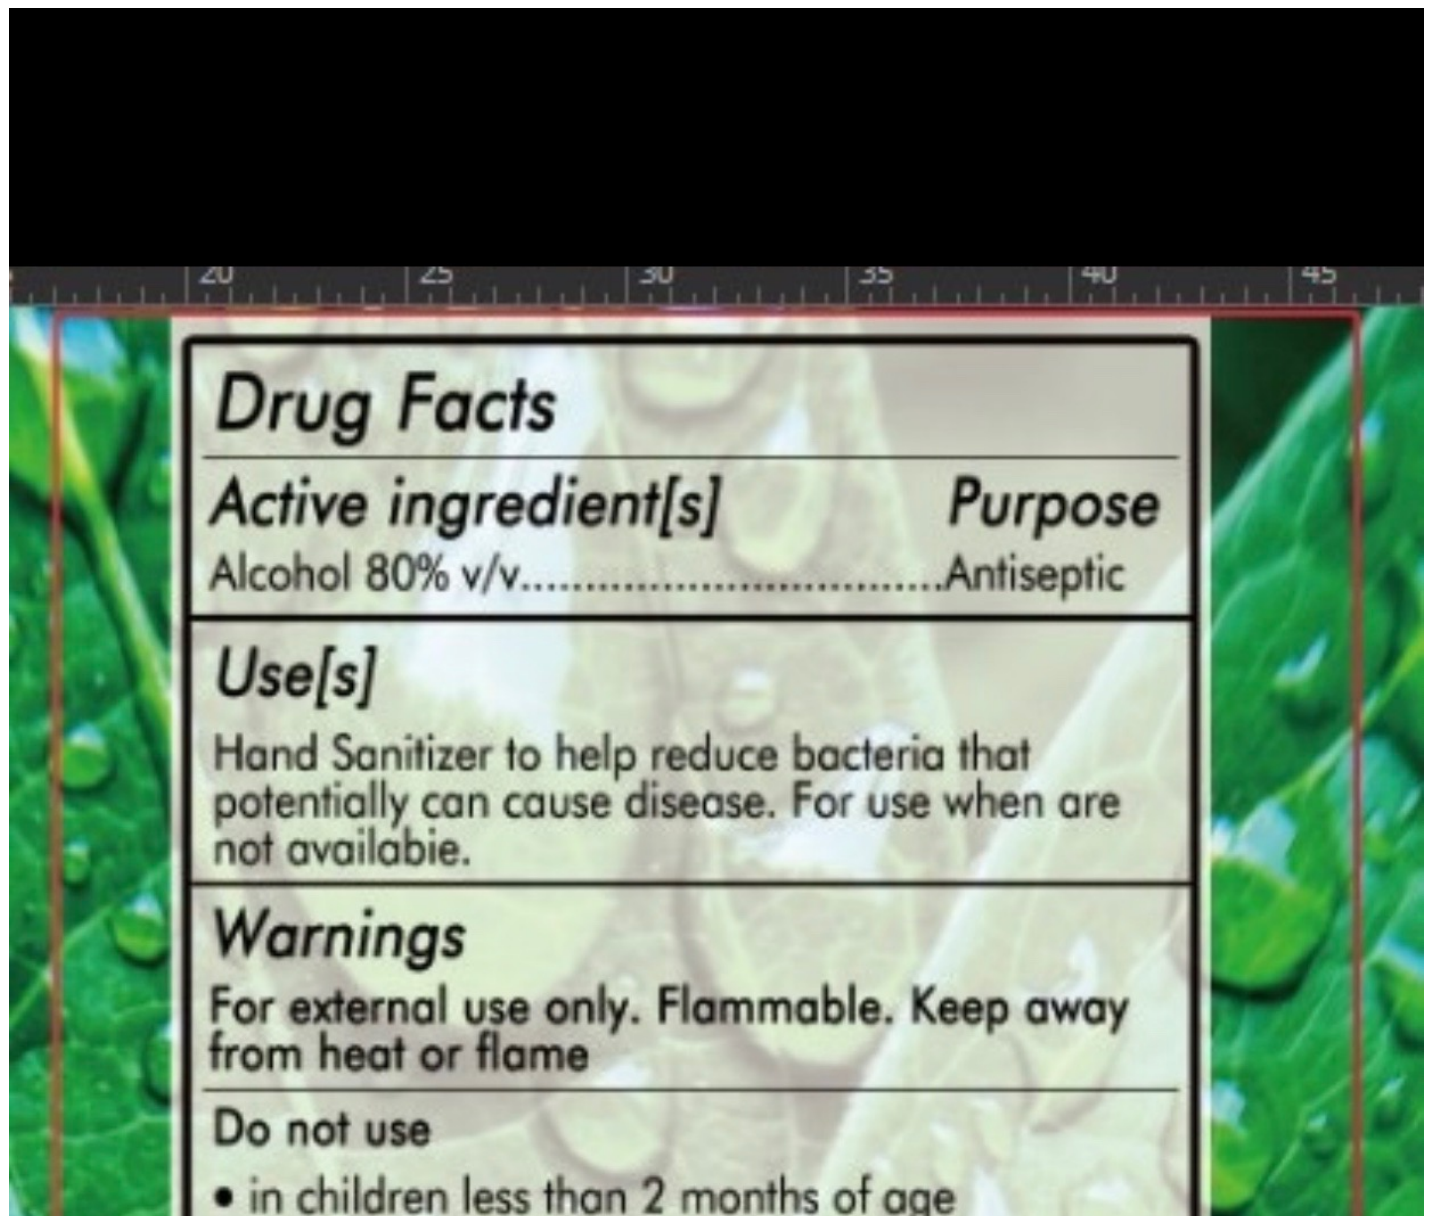 20 25 30 35 40 45
Drug Facts
Active ingredient[s] Purpose
Alcohol 80% v/v..................................Antiseptic
Use[s]
Hand Sanitizer to help reduce bacteria that
potentially can cause disease. For use when are
not availabie.
Warnings
For external use only. Flammable. Keep away
from heat or flame
Do not use
• in children less than 2 months of age